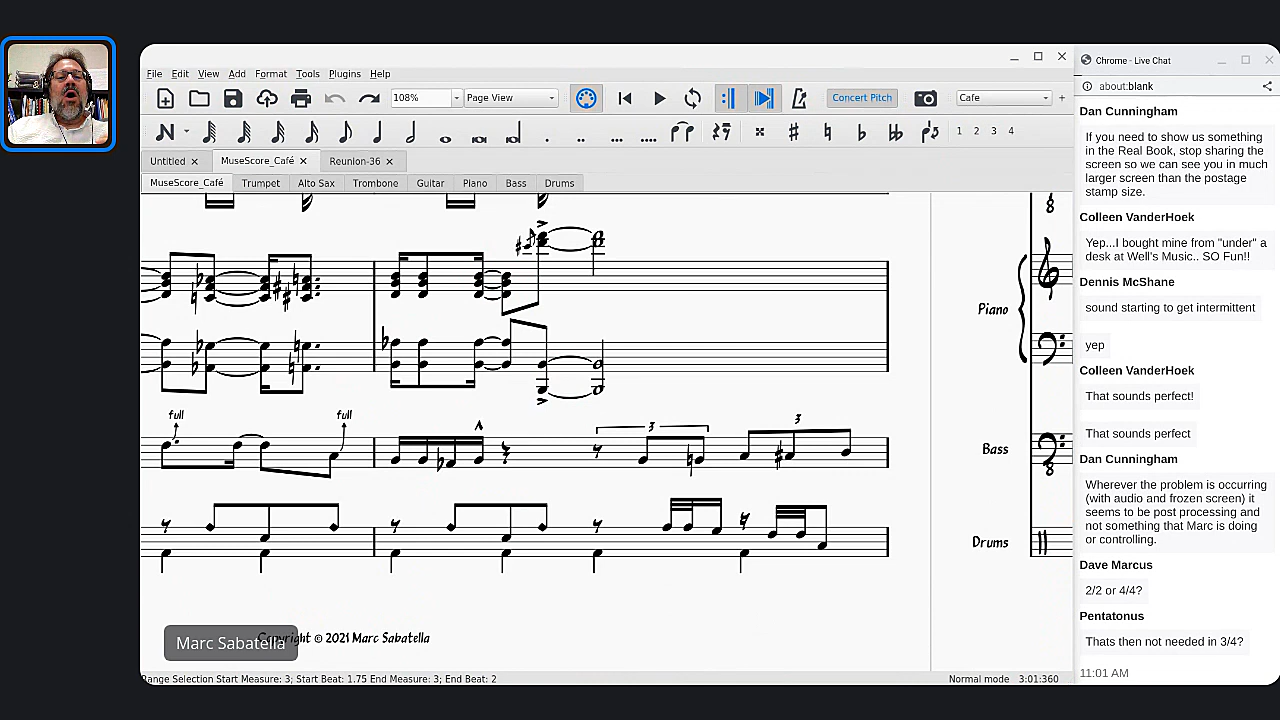 File Edit View Add Format Tools Plugins Help
108% Page View Concert Pitch Cafe +
1 2 3 4
Untitled MuseScore_Café Reunion-36
MuseScore_Café Trumpet Alto Sax Trombone Guitar Piano Bass Drums
8
Piano
full full
3 3
Bass
8
Drums
Copyright © 2021 Marc Sabatella
Marc Sabatella
Range Selection Start Measure: 3; Start Beat: 1.75 End Measure: 3; End Beat: 2
Normal mode 3:01:360
Chrome - Live Chat
about:blank
Dan Cunningham
If you need to show us something
in the Real Book, stop sharing the
screen so we can see you in much
larger screen than the postage
stamp size.
Colleen VanderHoek
Yep...I bought mine from "under" a
desk at Well's Music.. SO Fun!!
Dennis McShane
sound starting to get intermittent
yep
Colleen VanderHoek
That sounds perfect!
That sounds perfect
Dan Cunningham
Wherever the problem is occurring
(with audio and frozen screen) it
seems to be post processing and
not something that Marc is doing
or controlling.
Dave Marcus
2/2 or 4/4?
Pentatonus
Thats then not needed in 3/4?
11:01 AM